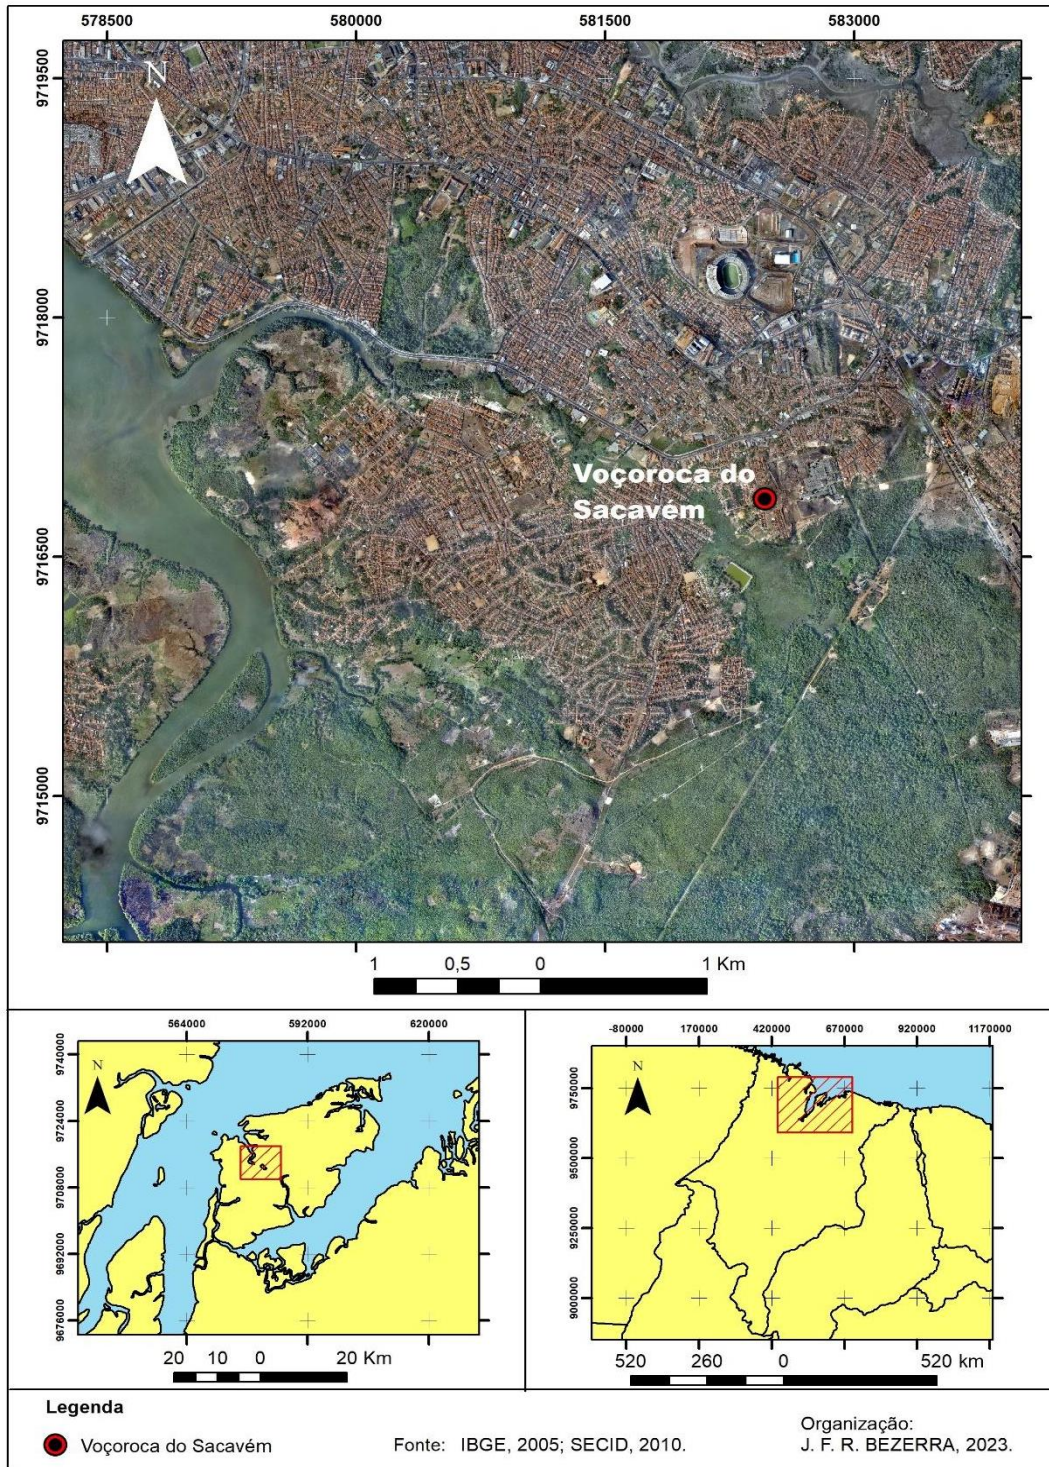 578500 580000 581500 583000
9719500
N
9718000
Voçoroca do
Sacavém
9716500
9715000
1 0,5 0 1 Km
564000 592000 620000
9740000
N
9724000
9708000
9692000
9676000
20 10 0 20 Km
-80000 170000 420000 670000 920000 1170000
N
9750000
9500000
9250000
9000000
520 260 0 520 km
Legenda
Voçoroca do Sacavém
Fonte: IBGE, 2005; SECID, 2010.
Organização:
J. F. R. BEZERRA, 2023.